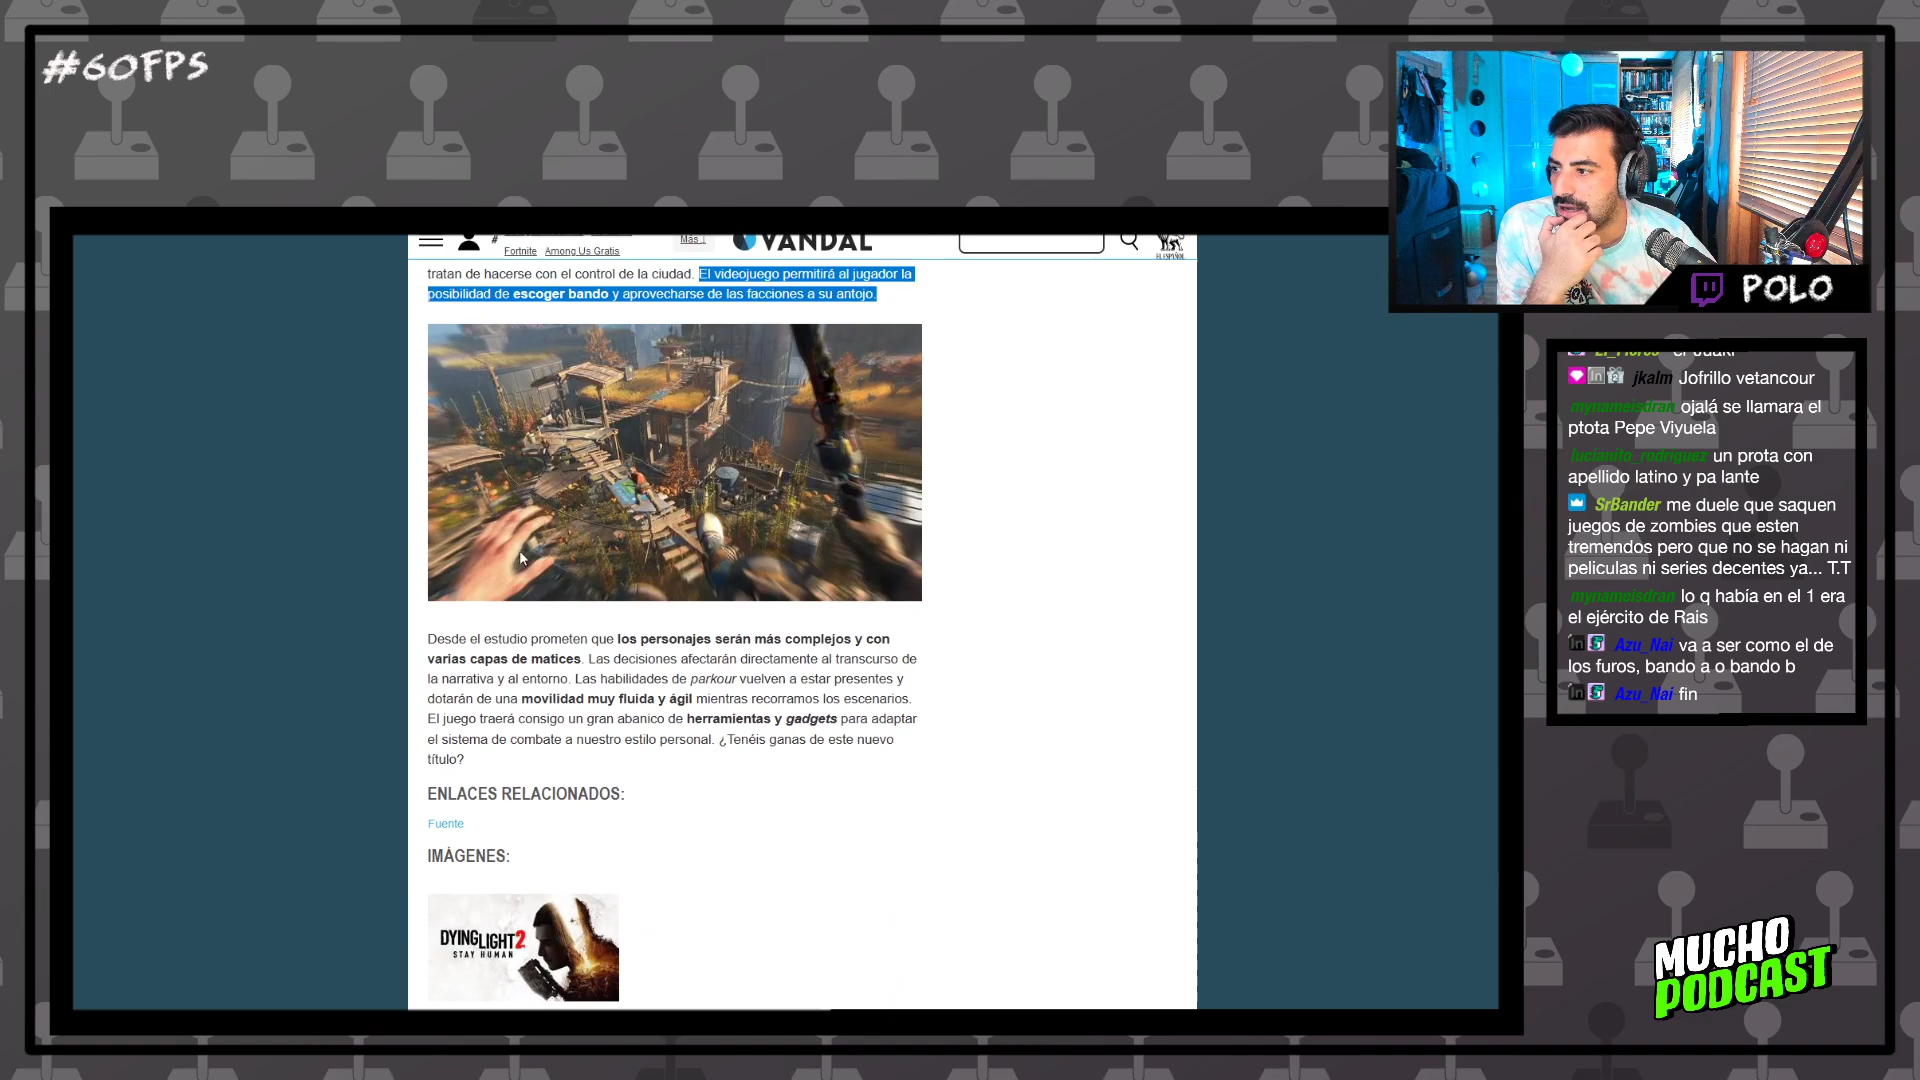 #60FPS
#
Más ↓
VANDAL
Fortnite Among Us Gratis
EL ESPAÑOL
tratan de hacerse con el control de la ciudad. El videojuego permitirá al jugador la
posibilidad de escoger bando y aprovecharse de las facciones a su antojo.
Desde el estudio prometen que los personajes serán más complejos y con
varias capas de matices. Las decisiones afectarán directamente al transcurso de
la narrativa y al entorno. Las habilidades de parkour vuelven a estar presentes y
dotarán de una movilidad muy fluida y ágil mientras recorramos los escenarios.
El juego traerá consigo un gran abanico de herramientas y gadgets para adaptar
el sistema de combate a nuestro estilo personal. ¿Tenéis ganas de este nuevo
título?
ENLACES RELACIONADOS:
Fuente
IMÁGENES:
DYING LIGHT 2
STAY HUMAN
POLO
jkalm Jofrillo vetancour
mynameisdran ojalá se llamara el
ptota Pepe Viyuela
lucianito_rodriguez un prota con
apellido latino y pa lante
SrBander me duele que saquen
juegos de zombies que esten
tremendos pero que no se hagan ni
peliculas ni series decentes ya... T.T
mynameisdran lo q había en el 1 era
el ejército de Rais
Azu_Nai va a ser como el de
los furos, bando a o bando b
Azu_Nai fin
MUCHO
PODCAST